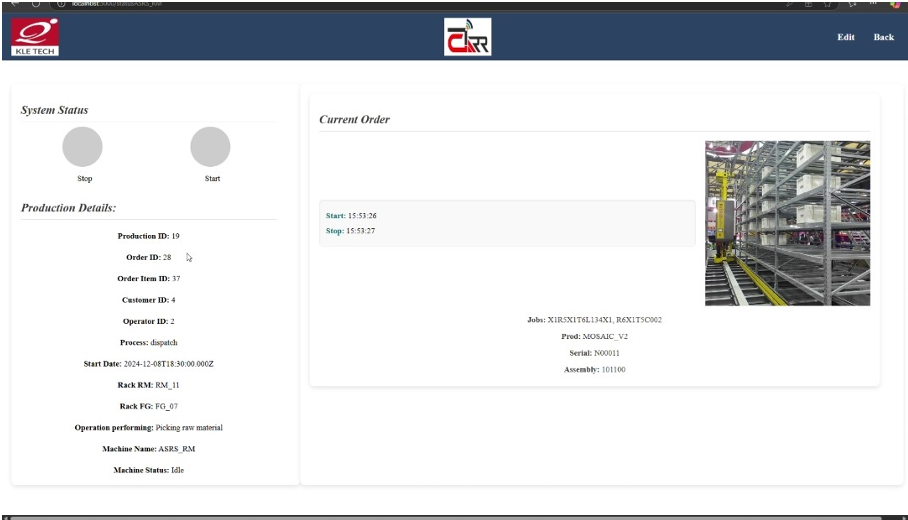 KLE TECH
Edit
Back
System Status
Stop
Start
Production Details:
Production ID: 19
Order ID: 28
Order Item ID: 37
Customer ID: 4
Operator ID: 2
Process: dispatch
Start Date: 2024-12-08T18:30:00.000Z
Rack RM: RM_11
Rack FG: FG_07
Operation performing: Picking raw material
Machine Name: ASRS_RM
Machine Status: Idle
Current Order
Start: 15:53:26
Stop: 15:53:27
Jobs: X1R5X1T6L134X1, R6X1T5C002
Prod: MOSAIC_V2
Serial: N00011
Assembly: 101100